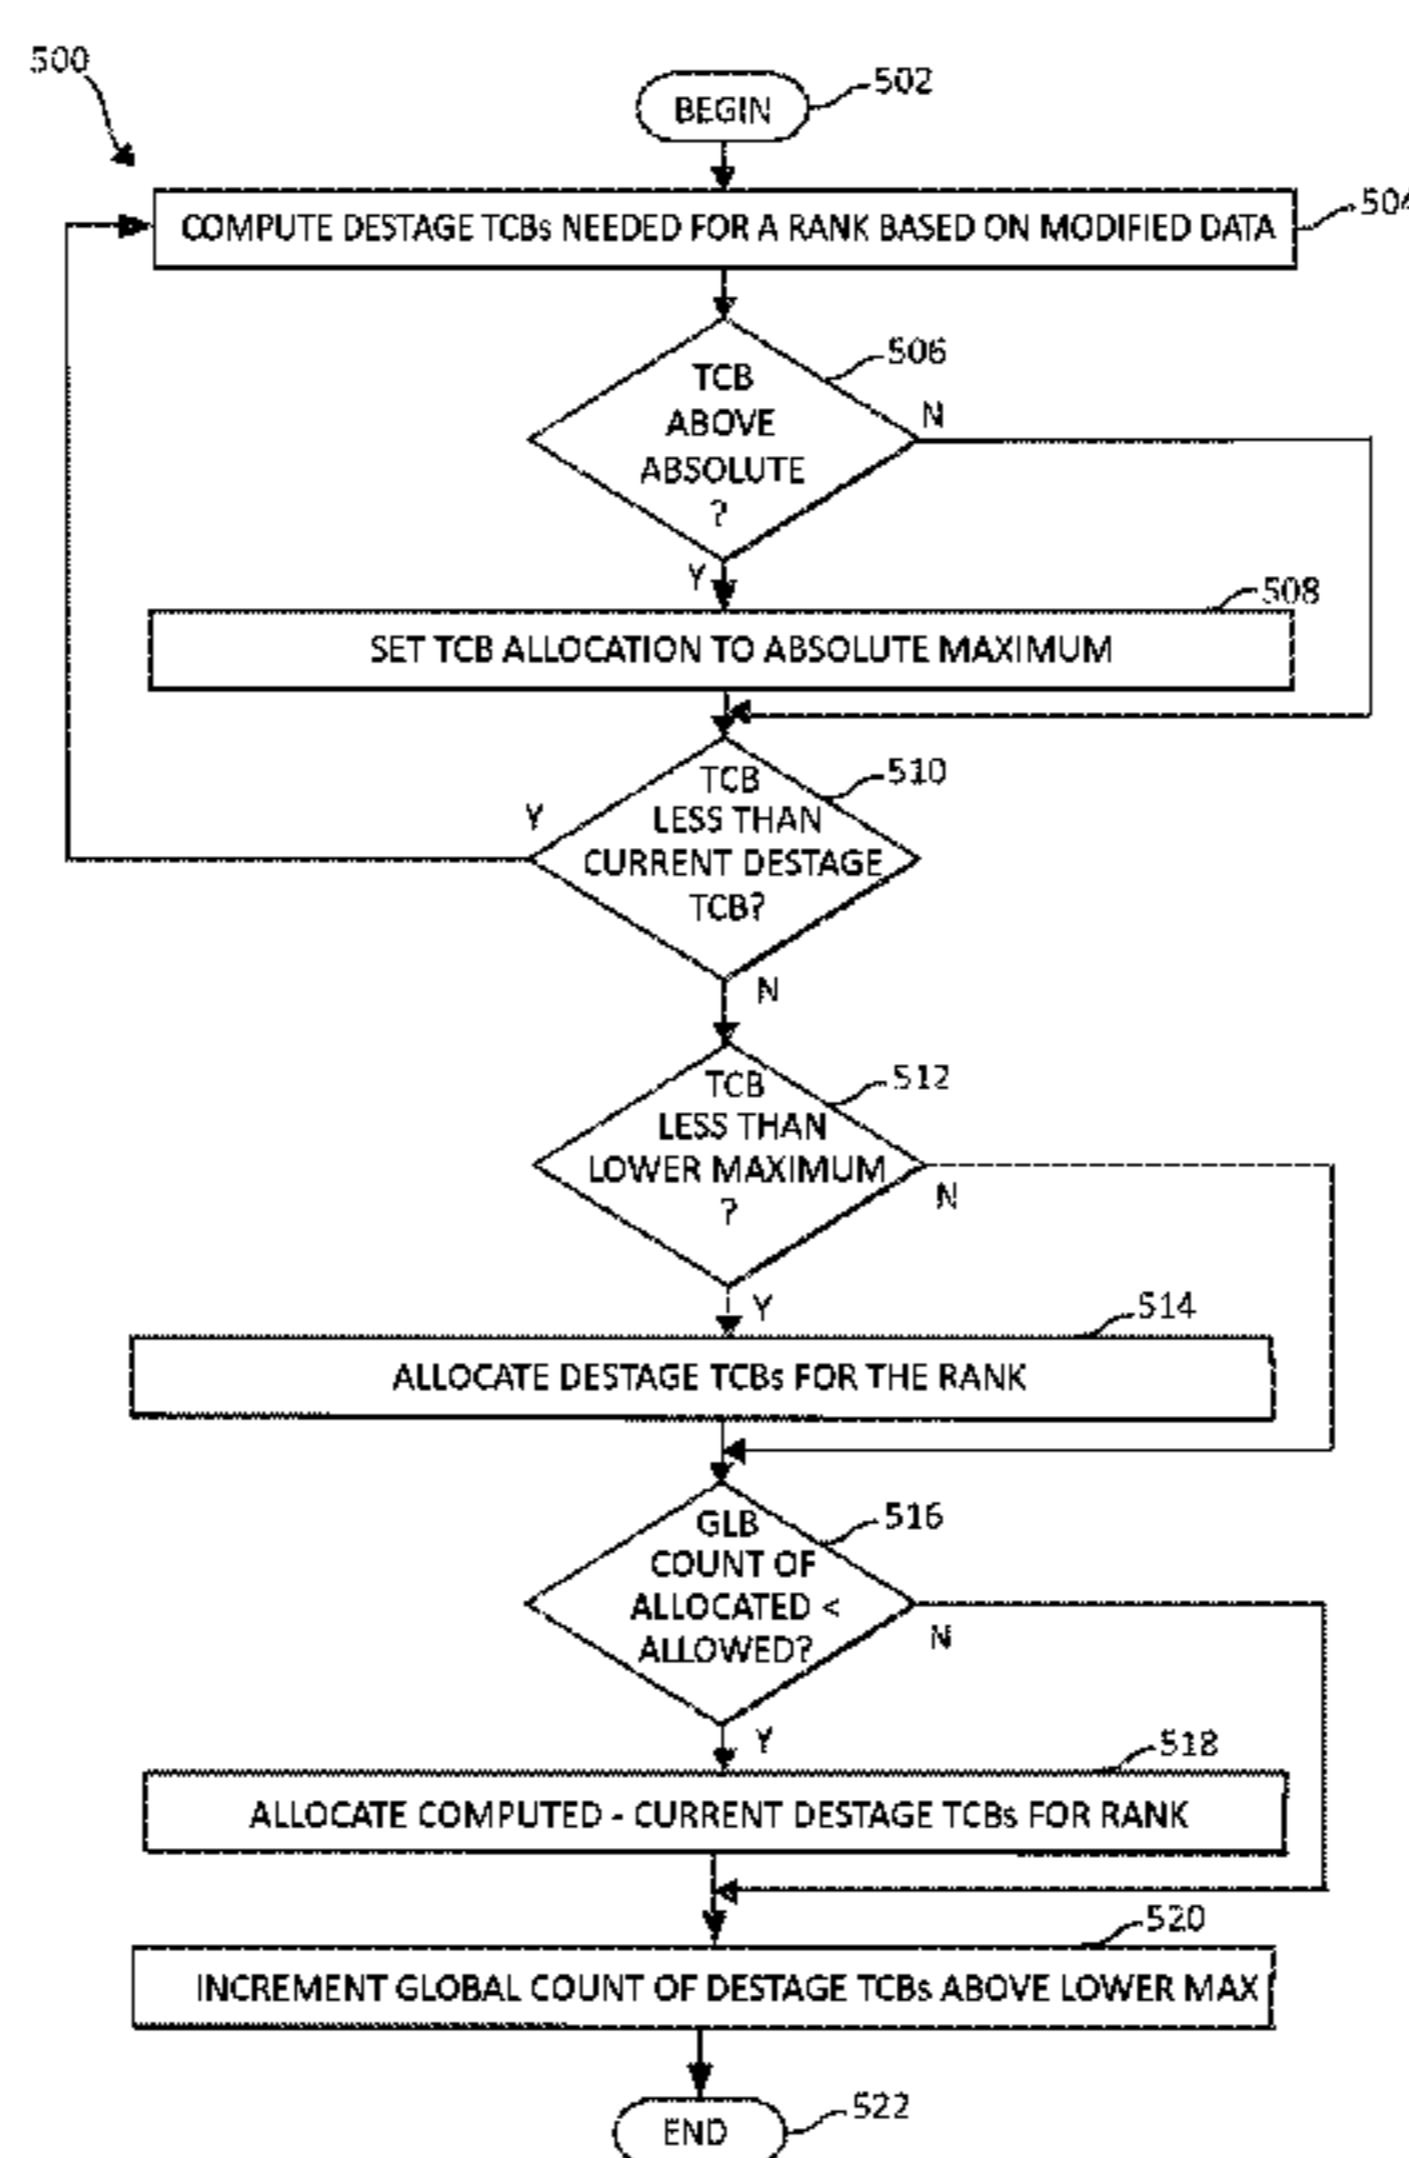 500
BEGIN
502
COMPUTE DESTAGE TCBs NEEDED FOR A RANK BASED ON MODIFIED DATA
506
TCB
ABOVE
ABSOLUTE
?
N
Y
508
SET TCB ALLOCATION TO ABSOLUTE MAXIMUM
510
TCB
LESS THAN
CURRENT DESTAGE
TCB?
Y
N
512
TCB
LESS THAN
LOWER MAXIMUM
?
N
Y
514
ALLOCATE DESTAGE TCBs FOR THE RANK
516
GLB
COUNT OF
ALLOCATED <
ALLOWED?
N
Y
518
ALLOCATE COMPUTED - CURRENT DESTAGE TCBs FOR RANK
520
INCREMENT GLOBAL COUNT OF DESTAGE TCBs ABOVE LOWER MAX
END
522